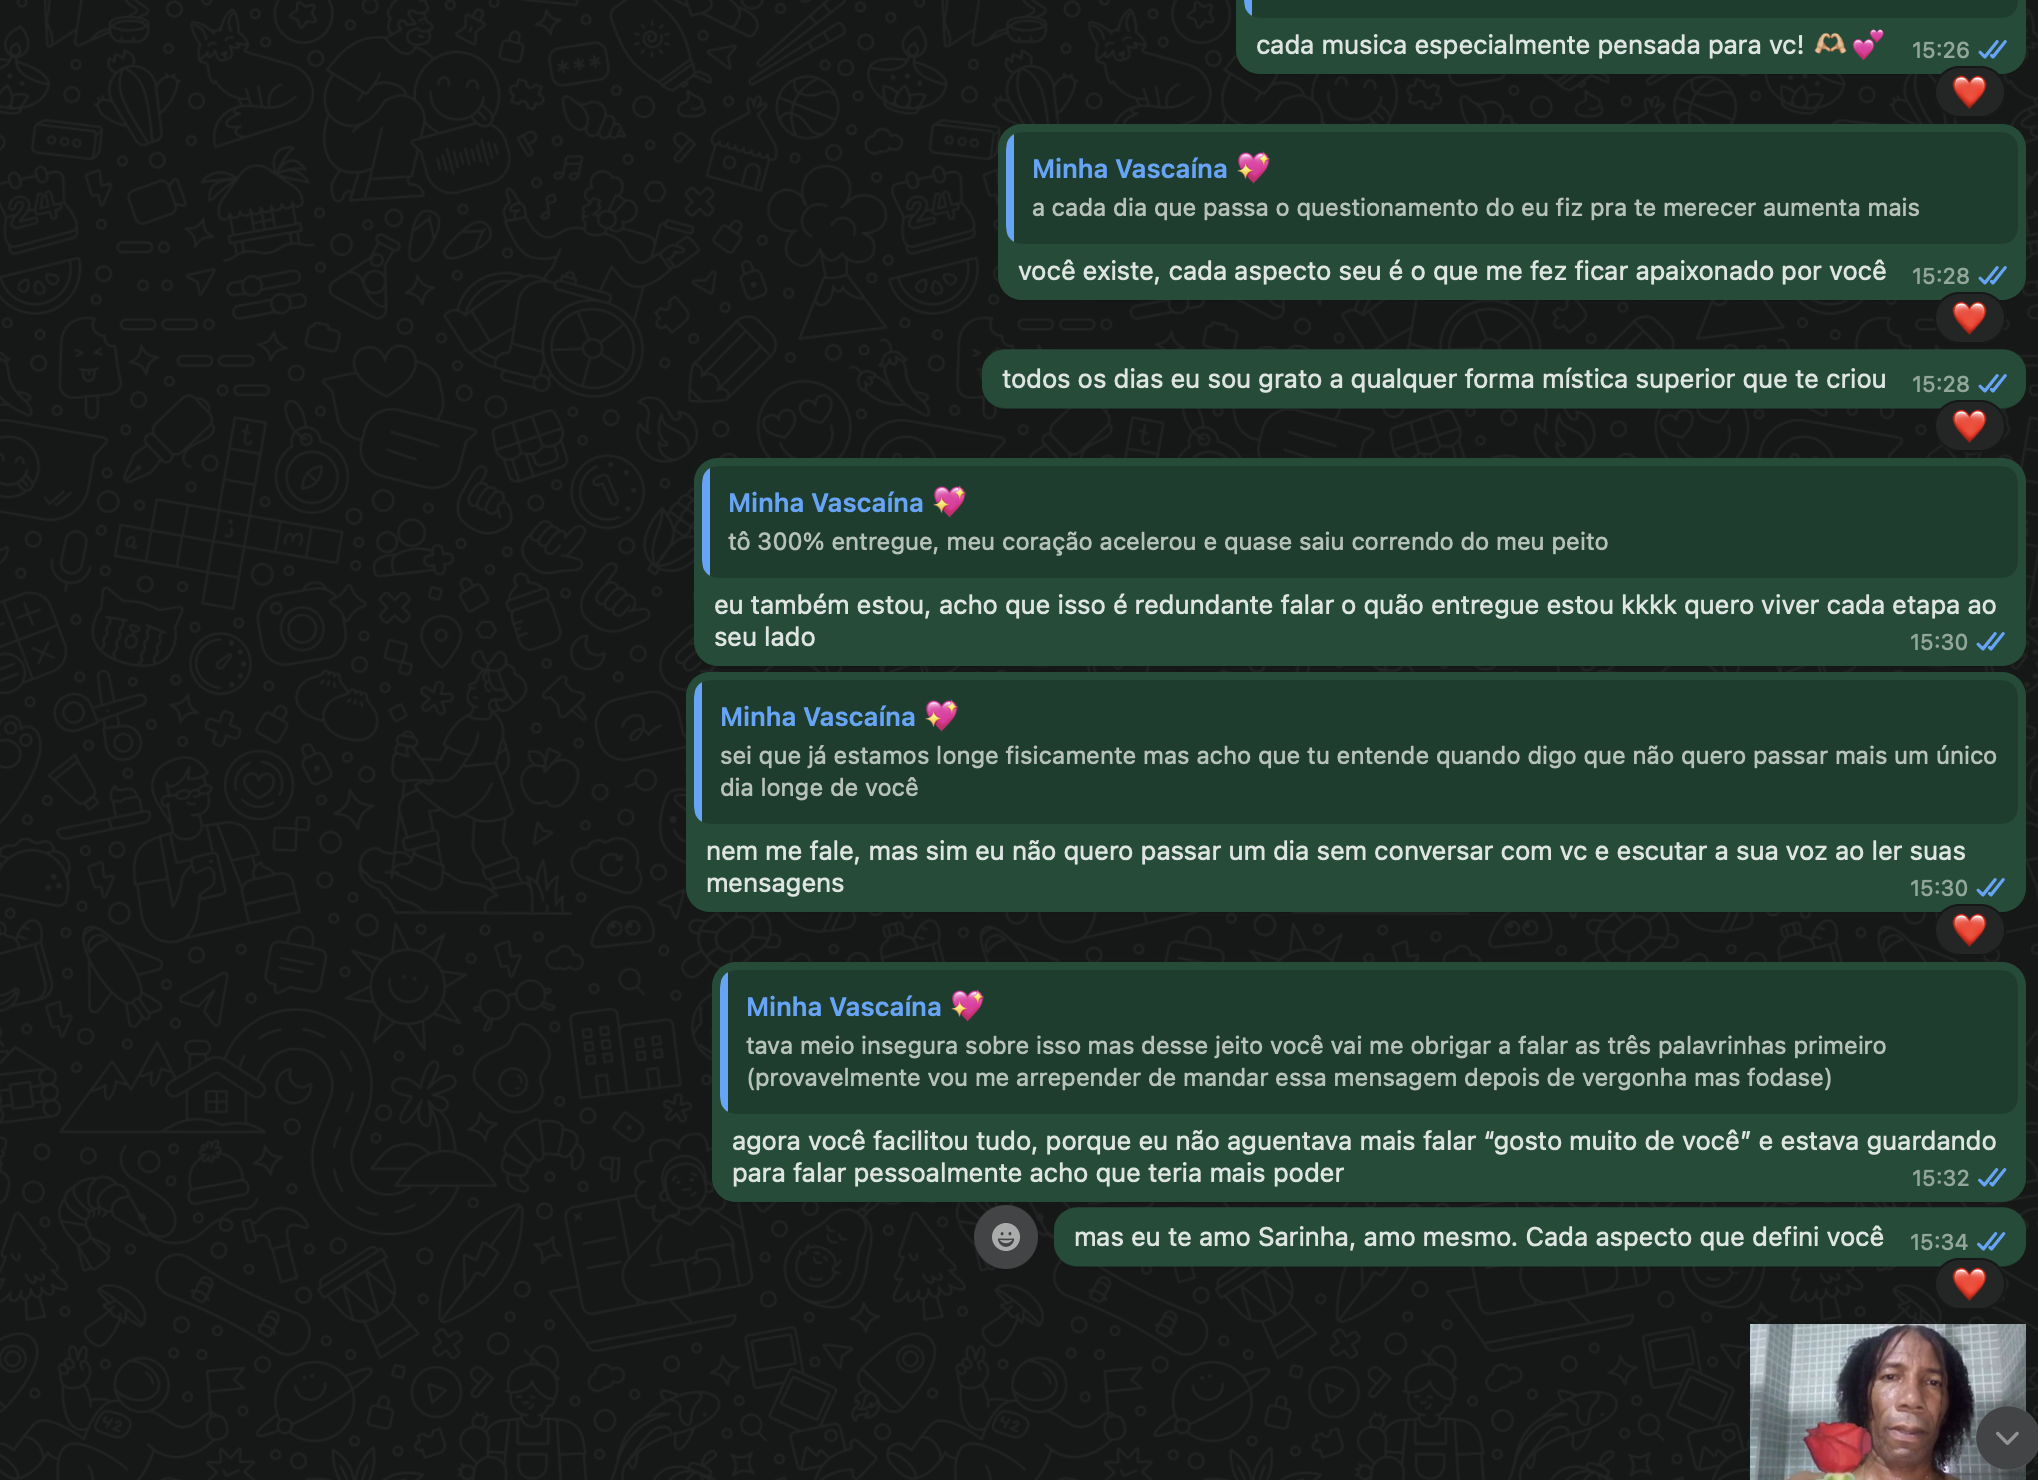 cada musica especialmente pensada para vc! 🫶🏼💕 15:26
❤️
Minha Vascaína 💖
a cada dia que passa o questionamento do eu fiz pra te merecer aumenta mais
você existe, cada aspecto seu é o que me fez ficar apaixonado por você 15:28
❤️
todos os dias eu sou grato a qualquer forma mística superior que te criou 15:28
❤️
Minha Vascaína 💖
tô 300% entregue, meu coração acelerou e quase saiu correndo do meu peito
eu também estou, acho que isso é redundante falar o quão entregue estou kkkk quero viver cada etapa ao
seu lado 15:30
Minha Vascaína 💖
sei que já estamos longe fisicamente mas acho que tu entende quando digo que não quero passar mais um único
dia longe de você
nem me fale, mas sim eu não quero passar um dia sem conversar com vc e escutar a sua voz ao ler suas
mensagens 15:30
❤️
Minha Vascaína 💖
tava meio insegura sobre isso mas desse jeito você vai me obrigar a falar as três palavrinhas primeiro
(provavelmente vou me arrepender de mandar essa mensagem depois de vergonha mas fodase)
agora você facilitou tudo, porque eu não aguentava mais falar “gosto muito de você” e estava guardando
para falar pessoalmente acho que teria mais poder 15:32
mas eu te amo Sarinha, amo mesmo. Cada aspecto que defini você 15:34
❤️